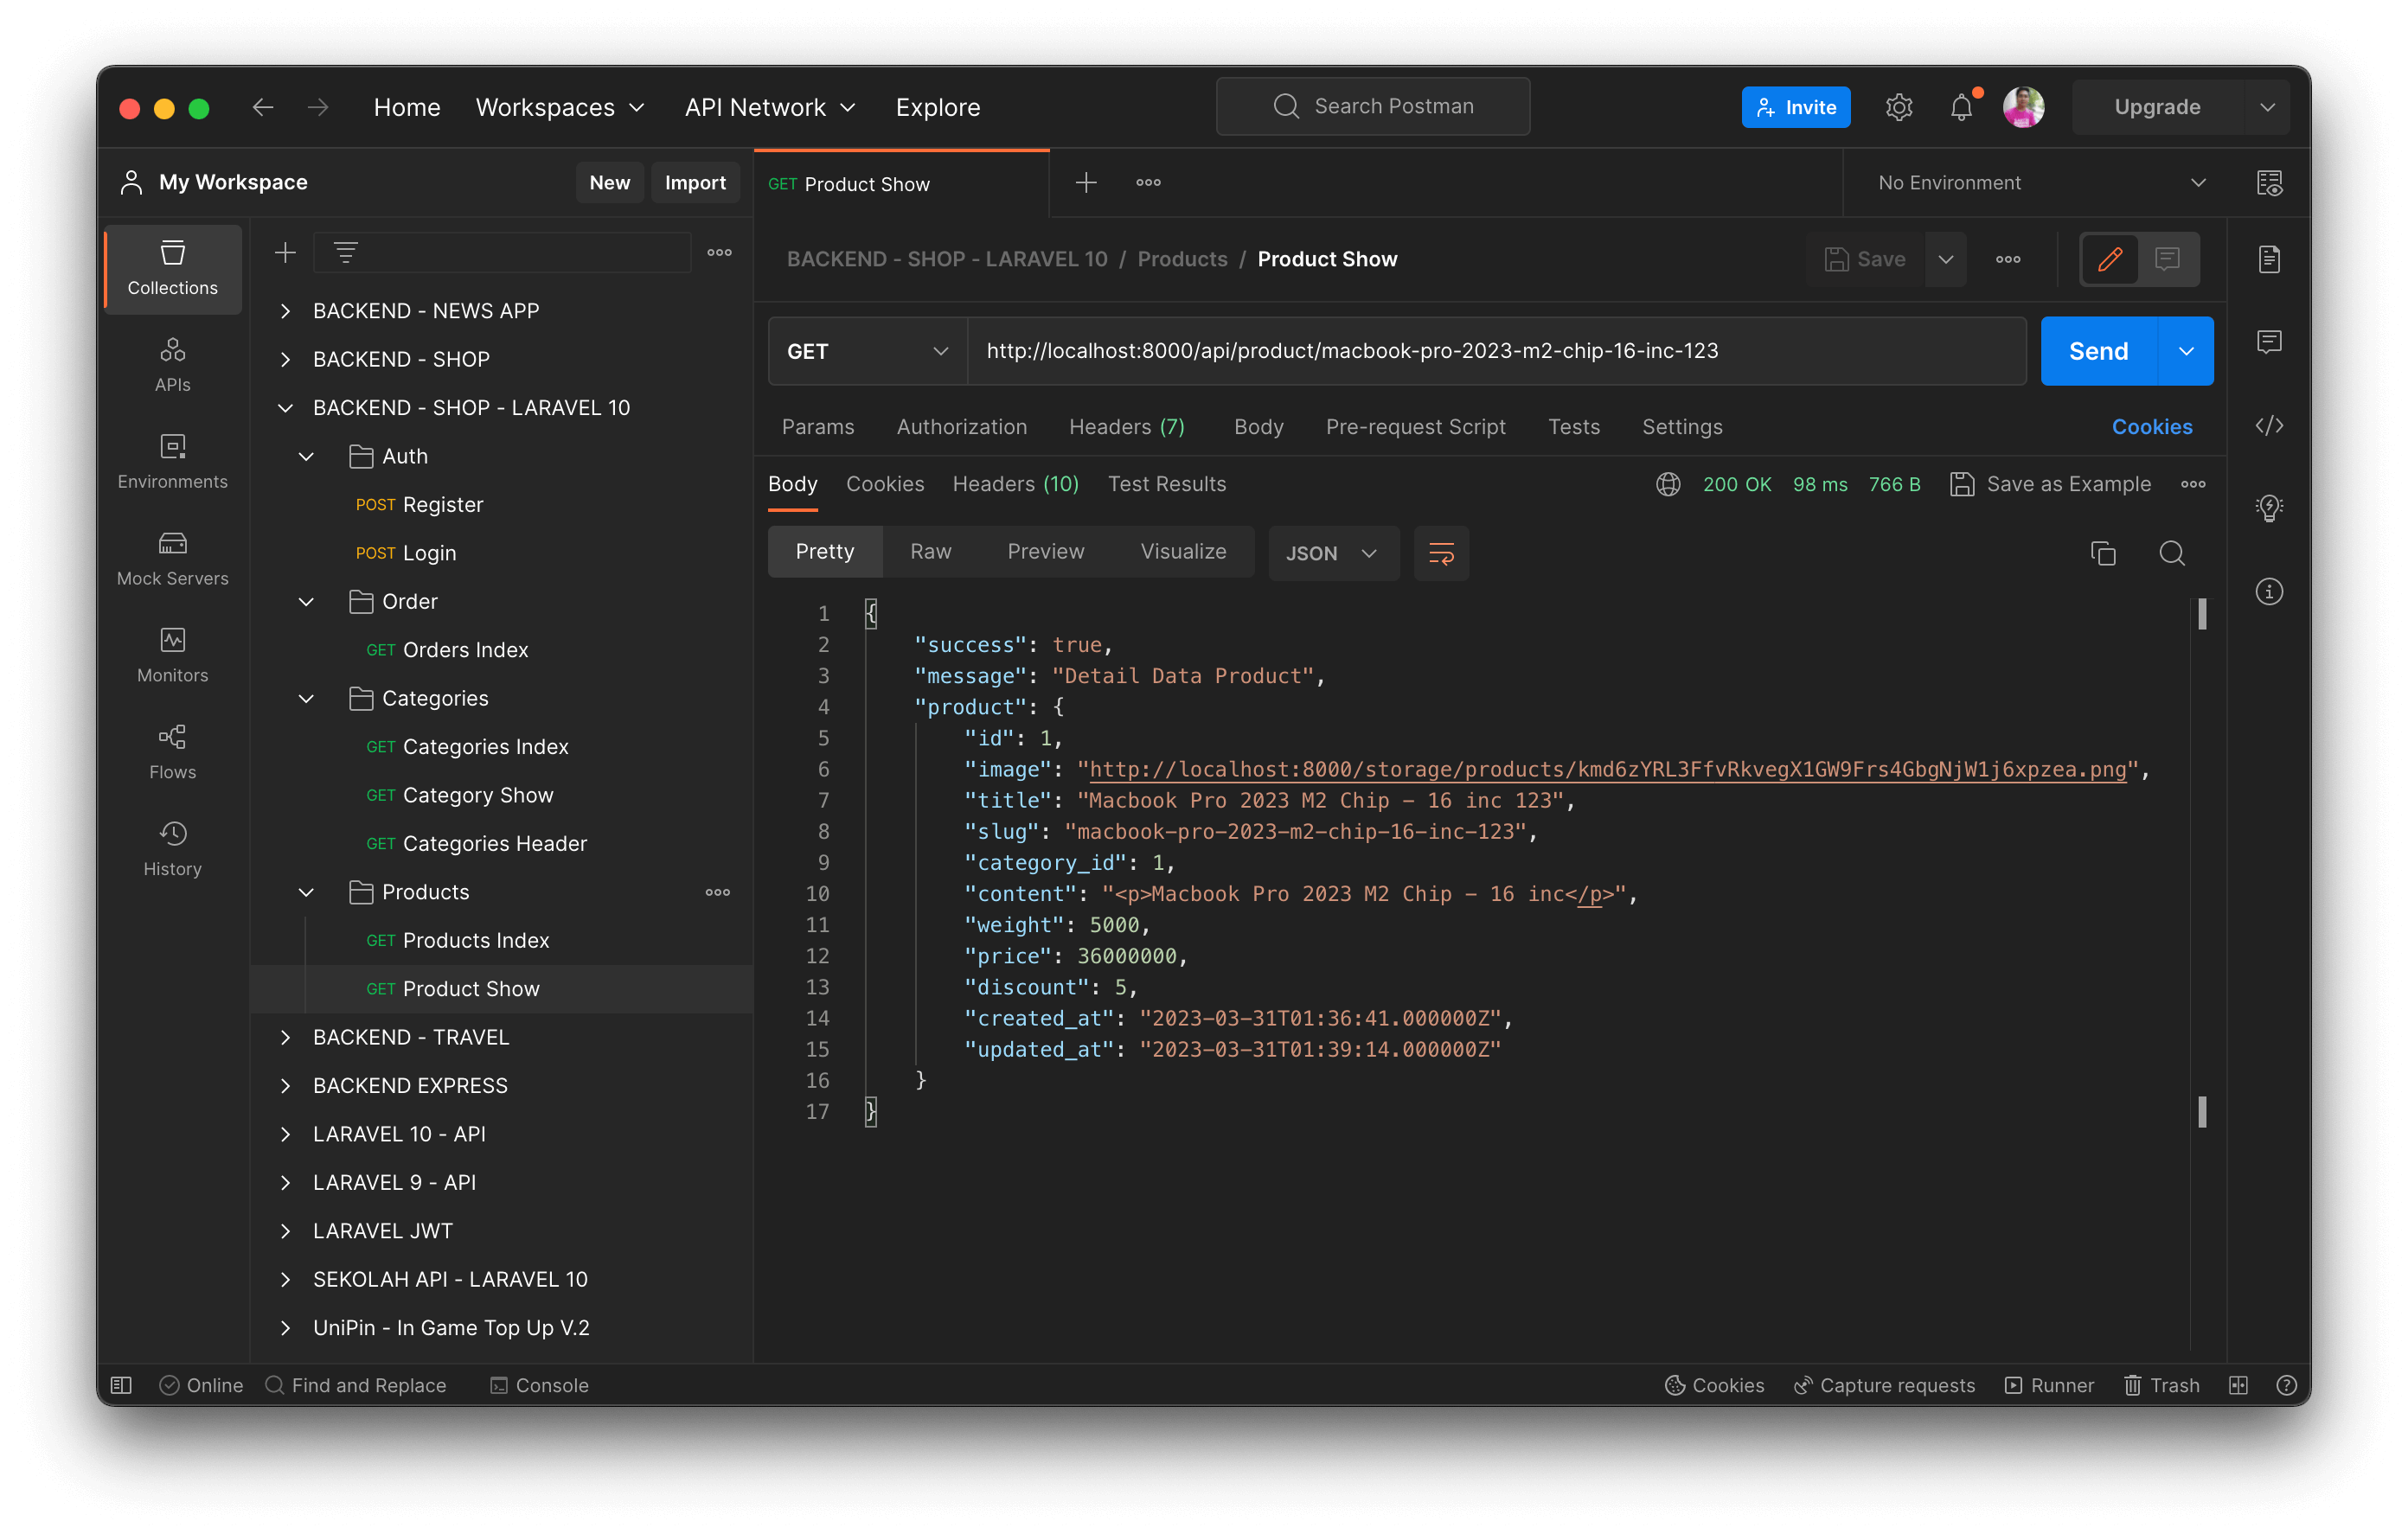 Home Workspaces API Network Explore Search Postman Invite Upgrade
My Workspace New Import GET Product Show No Environment
Collections
APIs
Environments
Mock Servers
Monitors
Flows
History
BACKEND - NEWS APP
BACKEND - SHOP
BACKEND - SHOP - LARAVEL 10
Auth
POST Register
POST Login
Order
GET Orders Index
Categories
GET Categories Index
GET Category Show
GET Categories Header
Products
GET Products Index
GET Product Show
BACKEND - TRAVEL
BACKEND EXPRESS
LARAVEL 10 - API
LARAVEL 9 - API
LARAVEL JWT
SEKOLAH API - LARAVEL 10
UniPin - In Game Top Up V.2
BACKEND - SHOP - LARAVEL 10 / Products / Product Show Save
GET http://localhost:8000/api/product/macbook-pro-2023-m2-chip-16-inc-123 Send
Params Authorization Headers (7) Body Pre-request Script Tests Settings Cookies
Body Cookies Headers (10) Test Results 200 OK 98 ms 766 B Save as Example
Pretty Raw Preview Visualize JSON
1 {
2 "success": true,
3 "message": "Detail Data Product",
4 "product": {
5 "id": 1,
6 "image": "http://localhost:8000/storage/products/kmd6zYRL3FfvRkvegX1GW9Frs4GbgNjW1j6xpzea.png",
7 "title": "Macbook Pro 2023 M2 Chip - 16 inc 123",
8 "slug": "macbook-pro-2023-m2-chip-16-inc-123",
9 "category_id": 1,
10 "content": "<p>Macbook Pro 2023 M2 Chip - 16 inc</p>",
11 "weight": 5000,
12 "price": 36000000,
13 "discount": 5,
14 "created_at": "2023-03-31T01:36:41.000000Z",
15 "updated_at": "2023-03-31T01:39:14.000000Z"
16 }
17 }
Online Find and Replace Console Cookies Capture requests Runner Trash